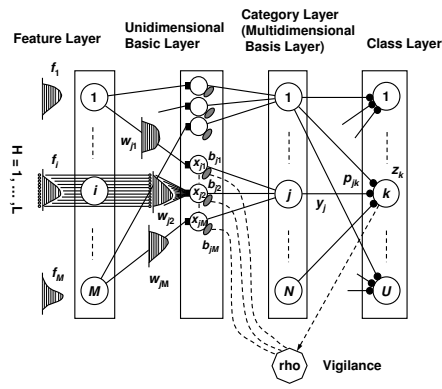 Feature Layer
Unidimensional
Basic Layer
Category Layer
(Multidimensional
Basis Layer)
Class Layer
f1
1
1
1
wj1
H = 1, ... , L
fi
i
xj1
bj1
xj2
bj2
wj2
xjM
bjM
j
yj
pjk
zk
k
fM
M
wjM
N
U
rho
Vigilance